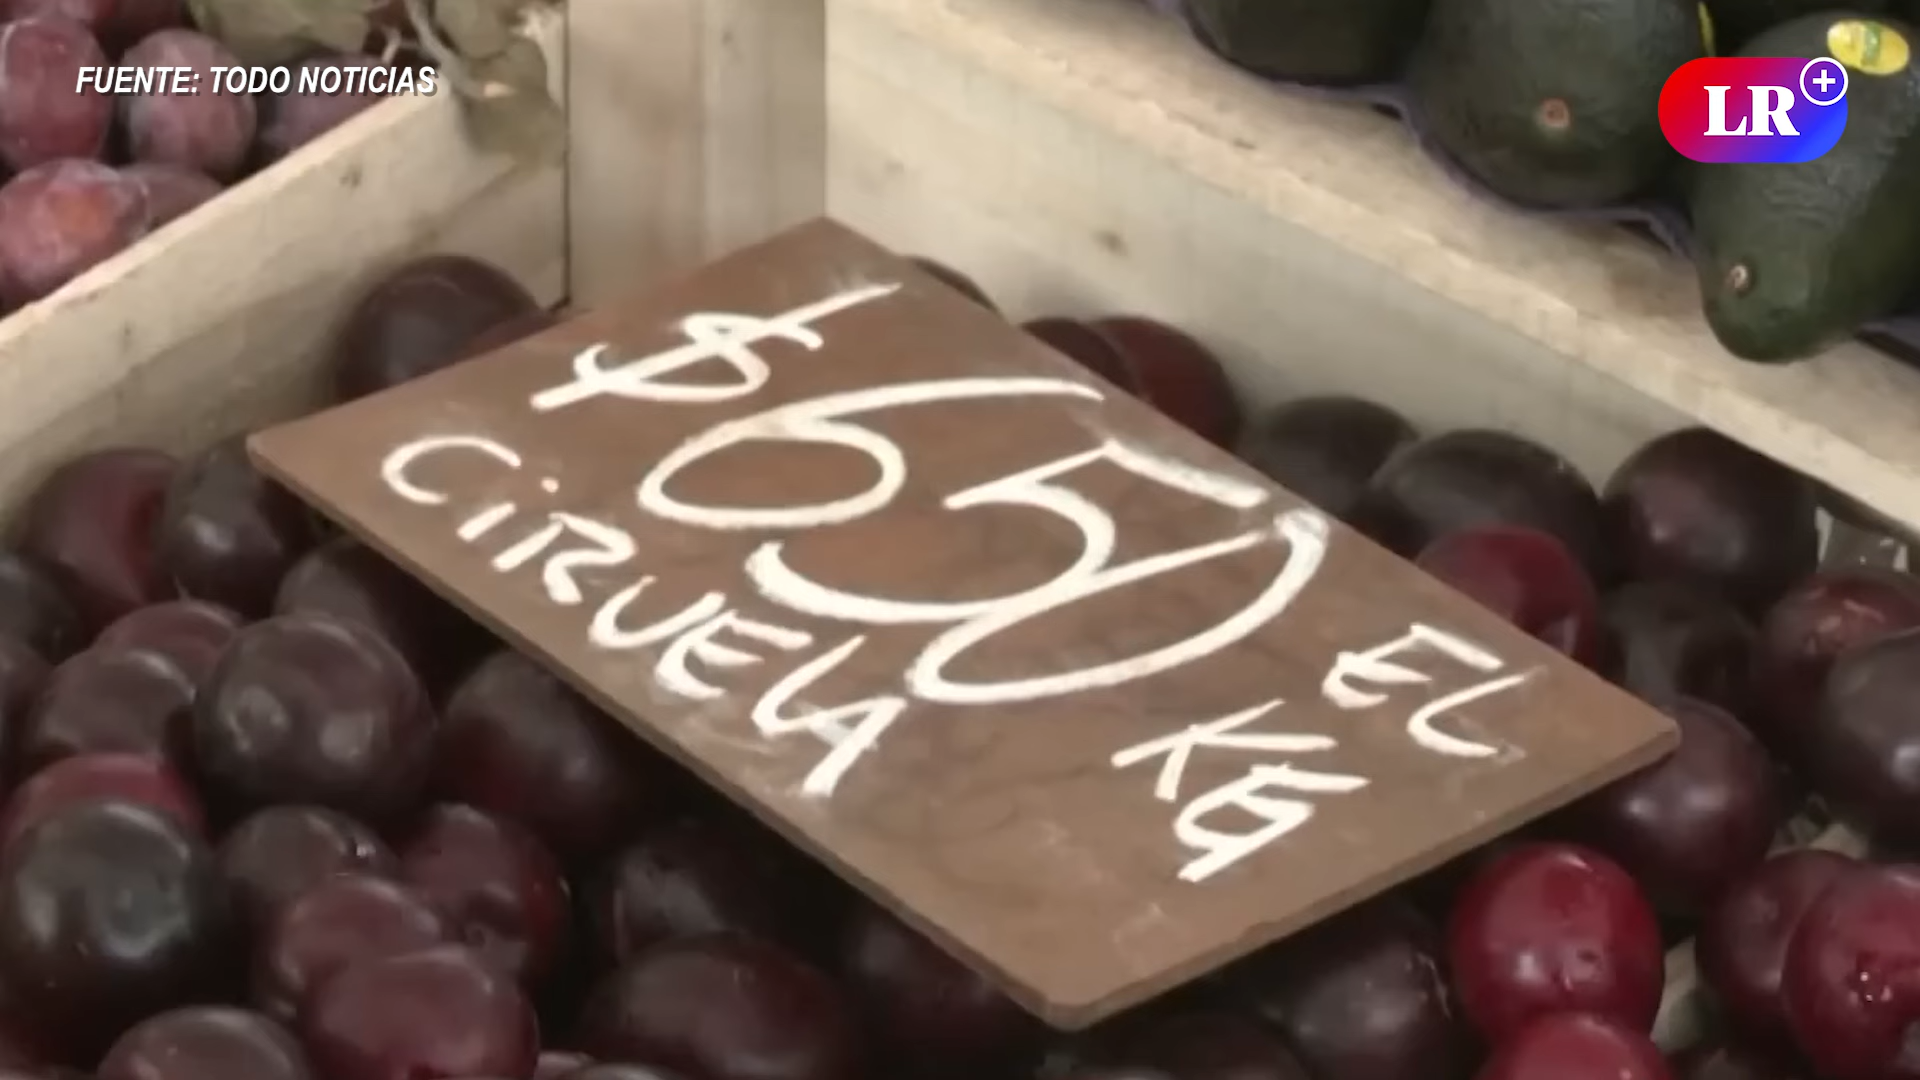 FUENTE: TODO NOTICIAS
LR+
$650
CIRUELA
EL
KG